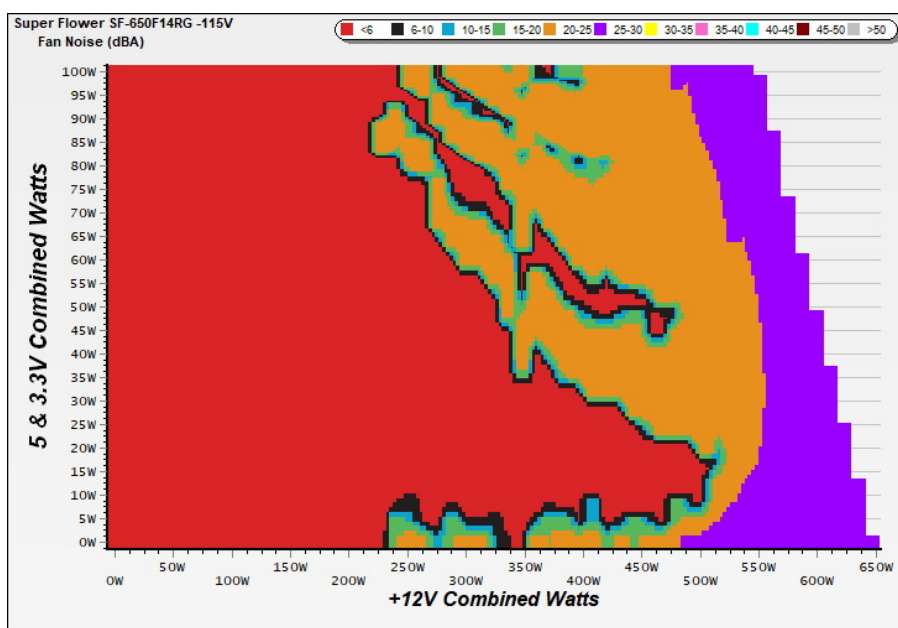 Super Flower SF-650F14RG -115V
Fan Noise (dBA)
<6 6-10 10-15 15-20 20-25 25-30 30-35 35-40 40-45 45-50 >50
5 & 3.3V Combined Watts
100W
95W
90W
85W
80W
75W
70W
65W
60W
55W
50W
45W
40W
35W
30W
25W
20W
15W
10W
5W
0W
50W 150W 250W 350W 450W 550W 650W
0W 100W 200W 300W 400W 500W 600W
+12V Combined Watts